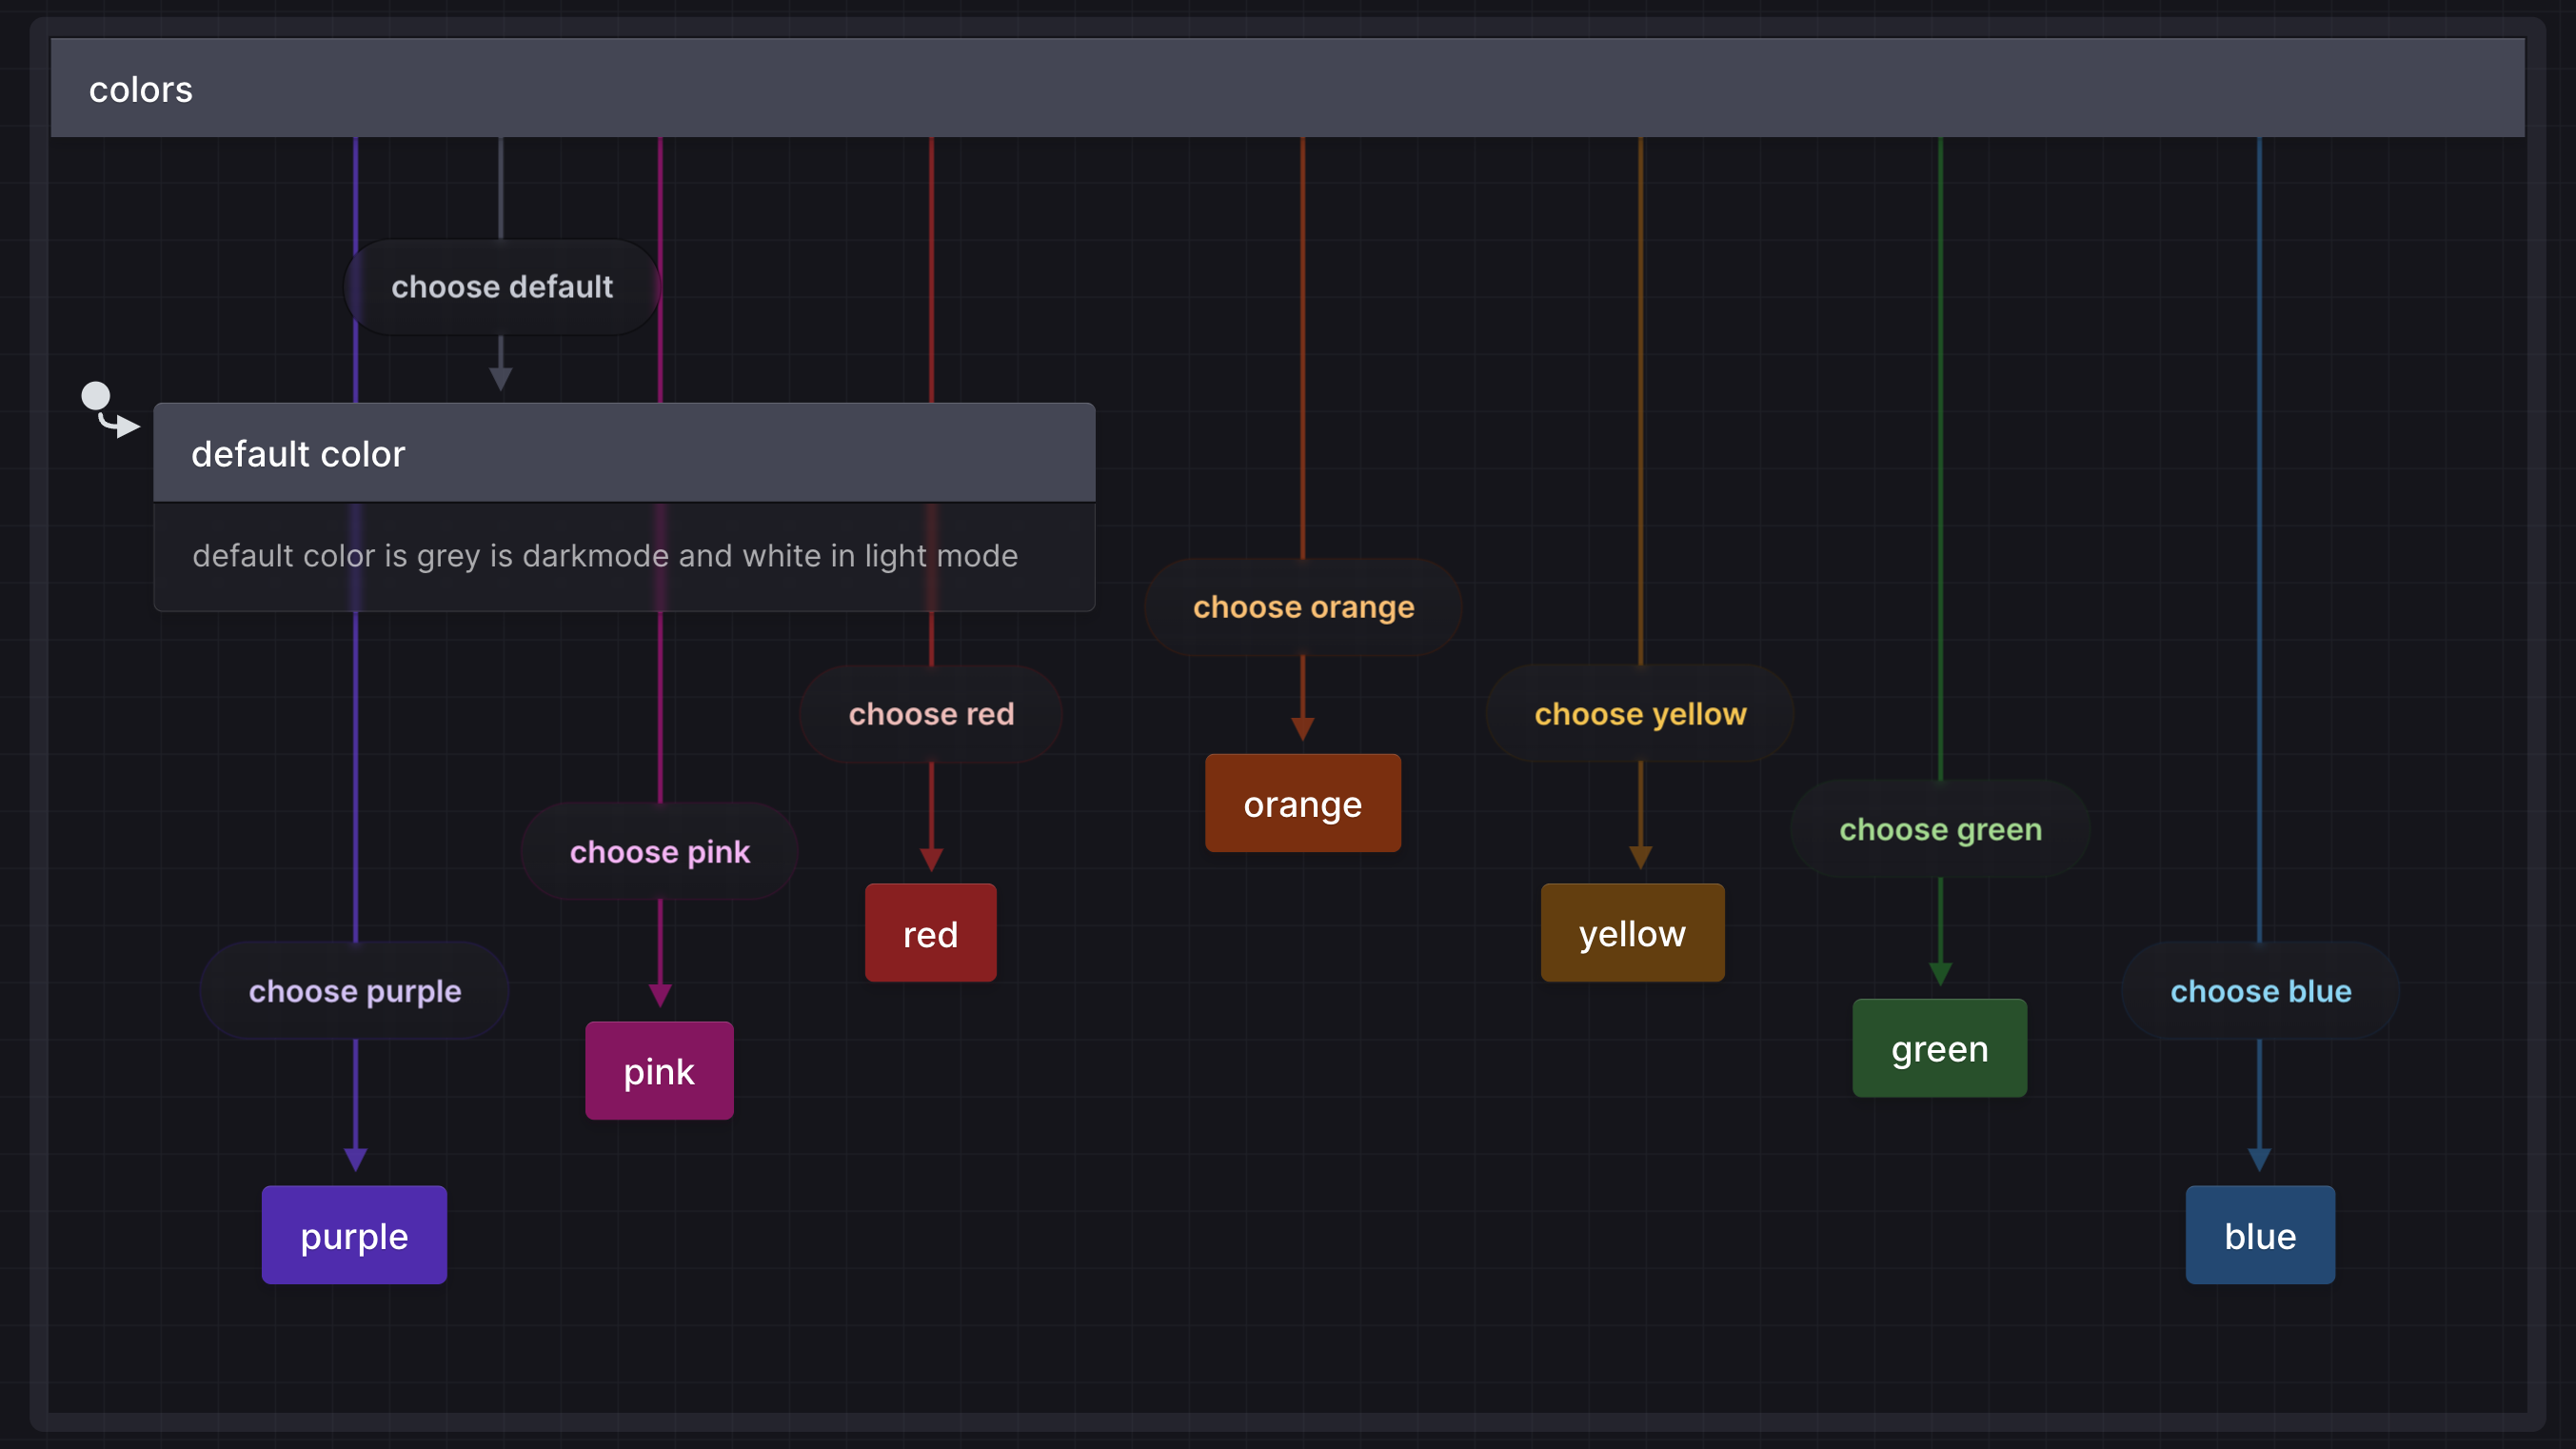 colors
choose default
default color
default color is grey is darkmode and white in light mode
choose orange
choose red
choose yellow
orange
choose green
choose pink
red
yellow
choose purple
choose blue
green
pink
purple
blue